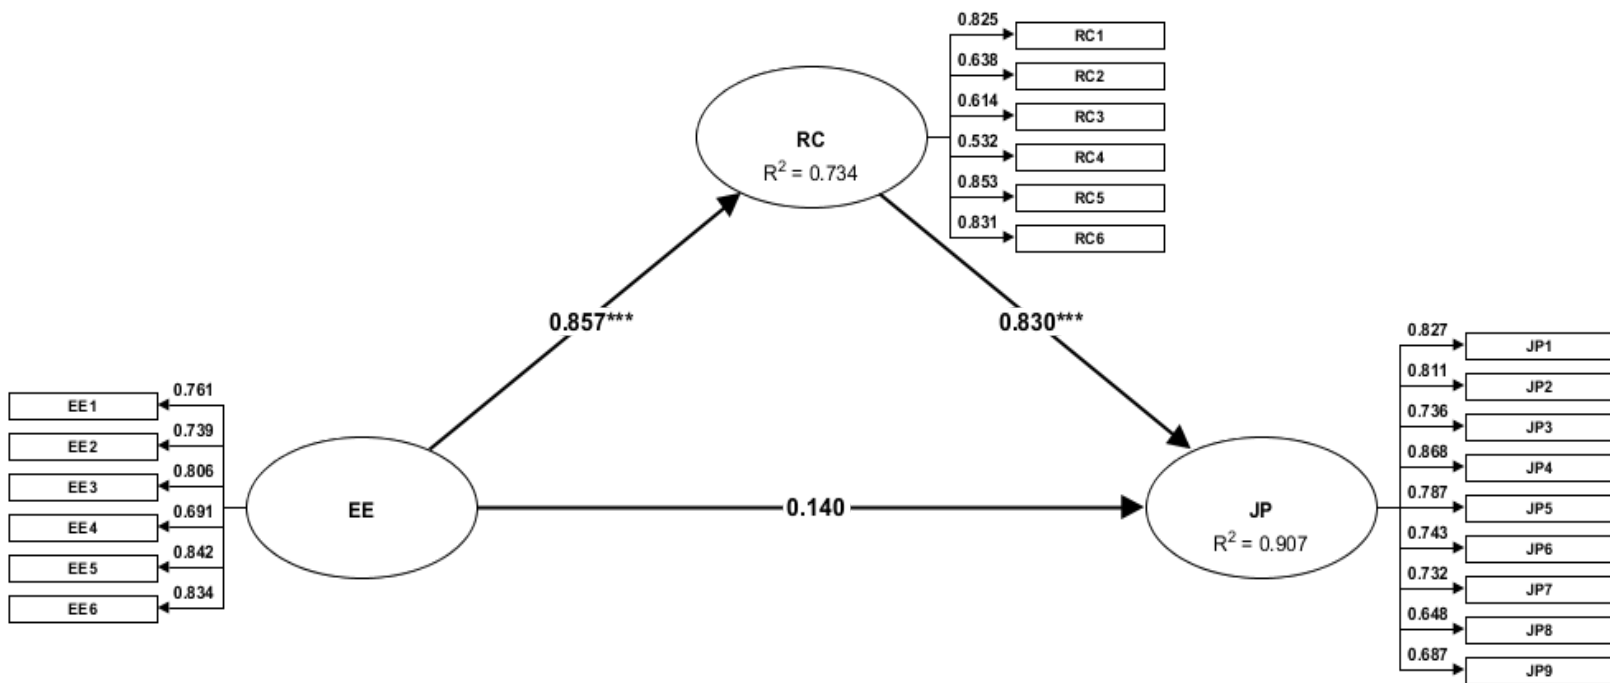 0.825
RC1
0.638
RC2
0.614
RC3
0.532
RC4
0.853
RC5
0.831
RC6
RC
R² = 0.734
0.857***
0.830***
0.761
EE1
0.739
EE2
0.806
EE3
0.691
EE4
0.842
EE5
0.834
EE6
EE
0.140
JP
R² = 0.907
0.827
JP1
0.811
JP2
0.736
JP3
0.868
JP4
0.787
JP5
0.743
JP6
0.732
JP7
0.648
JP8
0.687
JP9